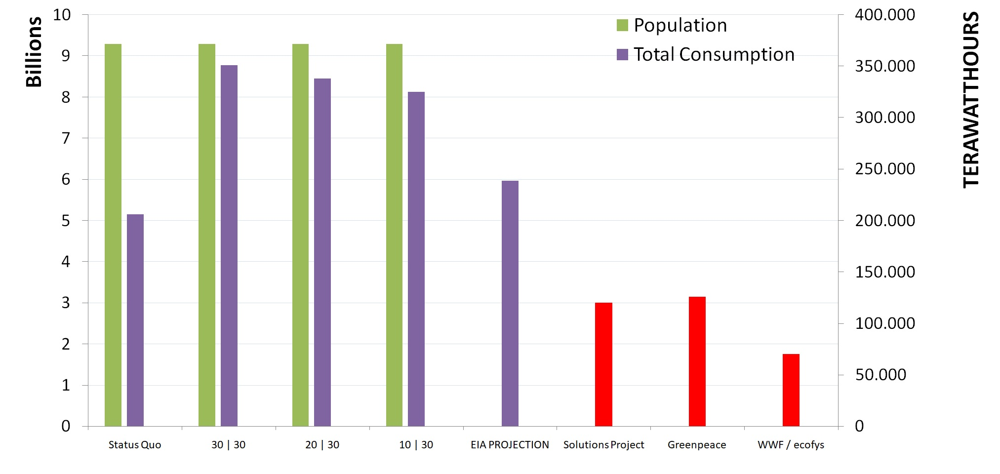 Billions
10
9
8
7
6
5
4
3
2
1
0
Population
Total Consumption
400.000
350.000
300.000
250.000
200.000
150.000
100.000
50.000
0
TERAWATTHOURS
Status Quo
30 | 30
20 | 30
10 | 30
EIA PROJECTION
Solutions Project
Greenpeace
WWF / ecofys